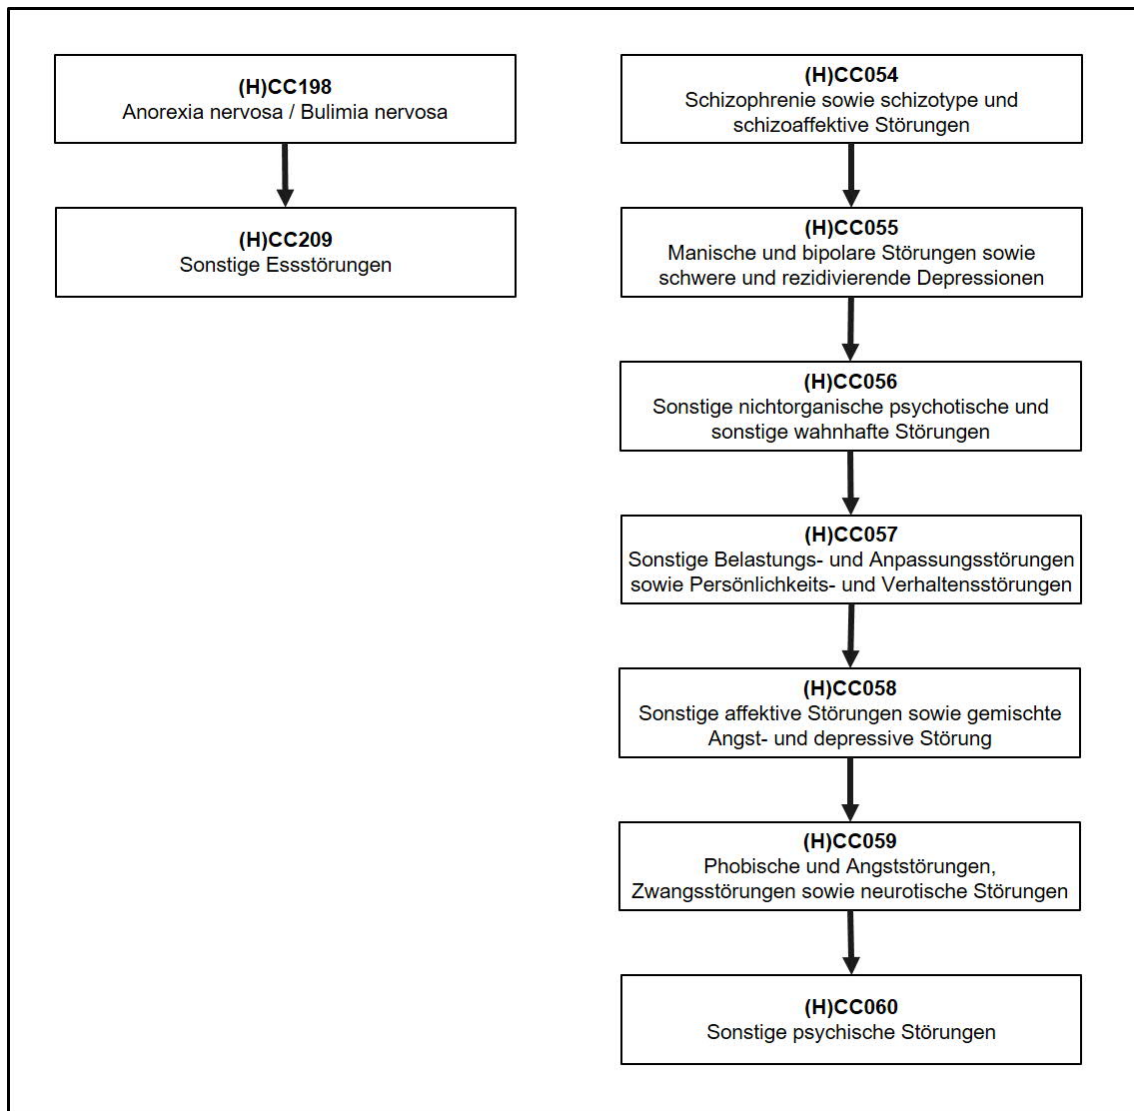 (H)CC198
Anorexia nervosa / Bulimia nervosa
(H)CC209
Sonstige Essstörungen
(H)CC054
Schizophrenie sowie schizotype und
schizoaffektive Störungen
(H)CC055
Manische und bipolare Störungen sowie
schwere und rezidivierende Depressionen
(H)CC056
Sonstige nichtorganische psychotische und
sonstige wahnhafte Störungen
(H)CC057
Sonstige Belastungs- und Anpassungsstörungen
sowie Persönlichkeits- und Verhaltensstörungen
(H)CC058
Sonstige affektive Störungen sowie gemischte
Angst- und depressive Störung
(H)CC059
Phobische und Angststörungen,
Zwangsstörungen sowie neurotische Störungen
(H)CC060
Sonstige psychische Störungen